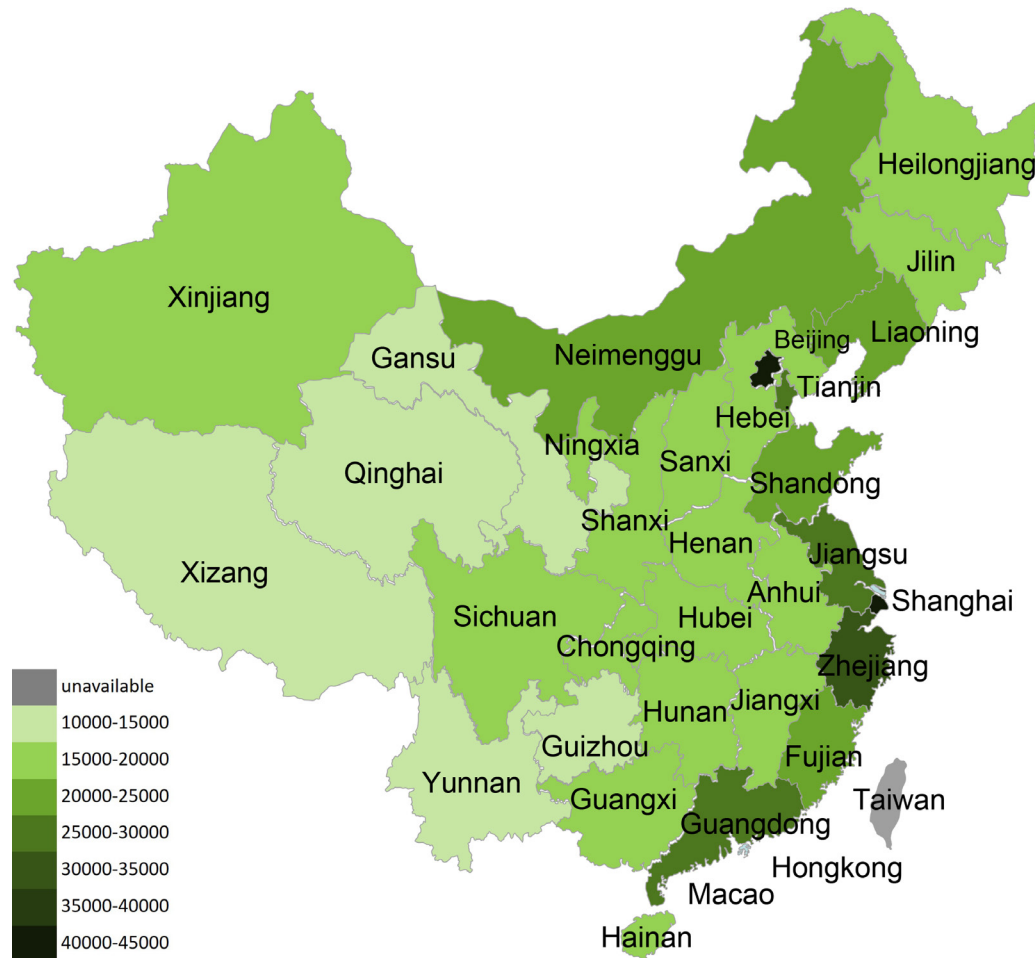 Heilongjiang
Jilin
Xinjiang
Liaoning
Beijing
Gansu
Neimenggu
Tianjin
Hebei
Ningxia
Sanxi
Qinghai
Shandong
Shanxi
Henan
Jiangsu
Xizang
Anhui
Shanghai
Sichuan
Hubei
Chongqing
Zhejiang
unavailable
Jiangxi
Hunan
10000-15000
Guizhou
Fujian
15000-20000
Yunnan
Guangxi
Taiwan
20000-25000
Guangdong
25000-30000
Hongkong
30000-35000
Macao
35000-40000
Hainan
40000-45000